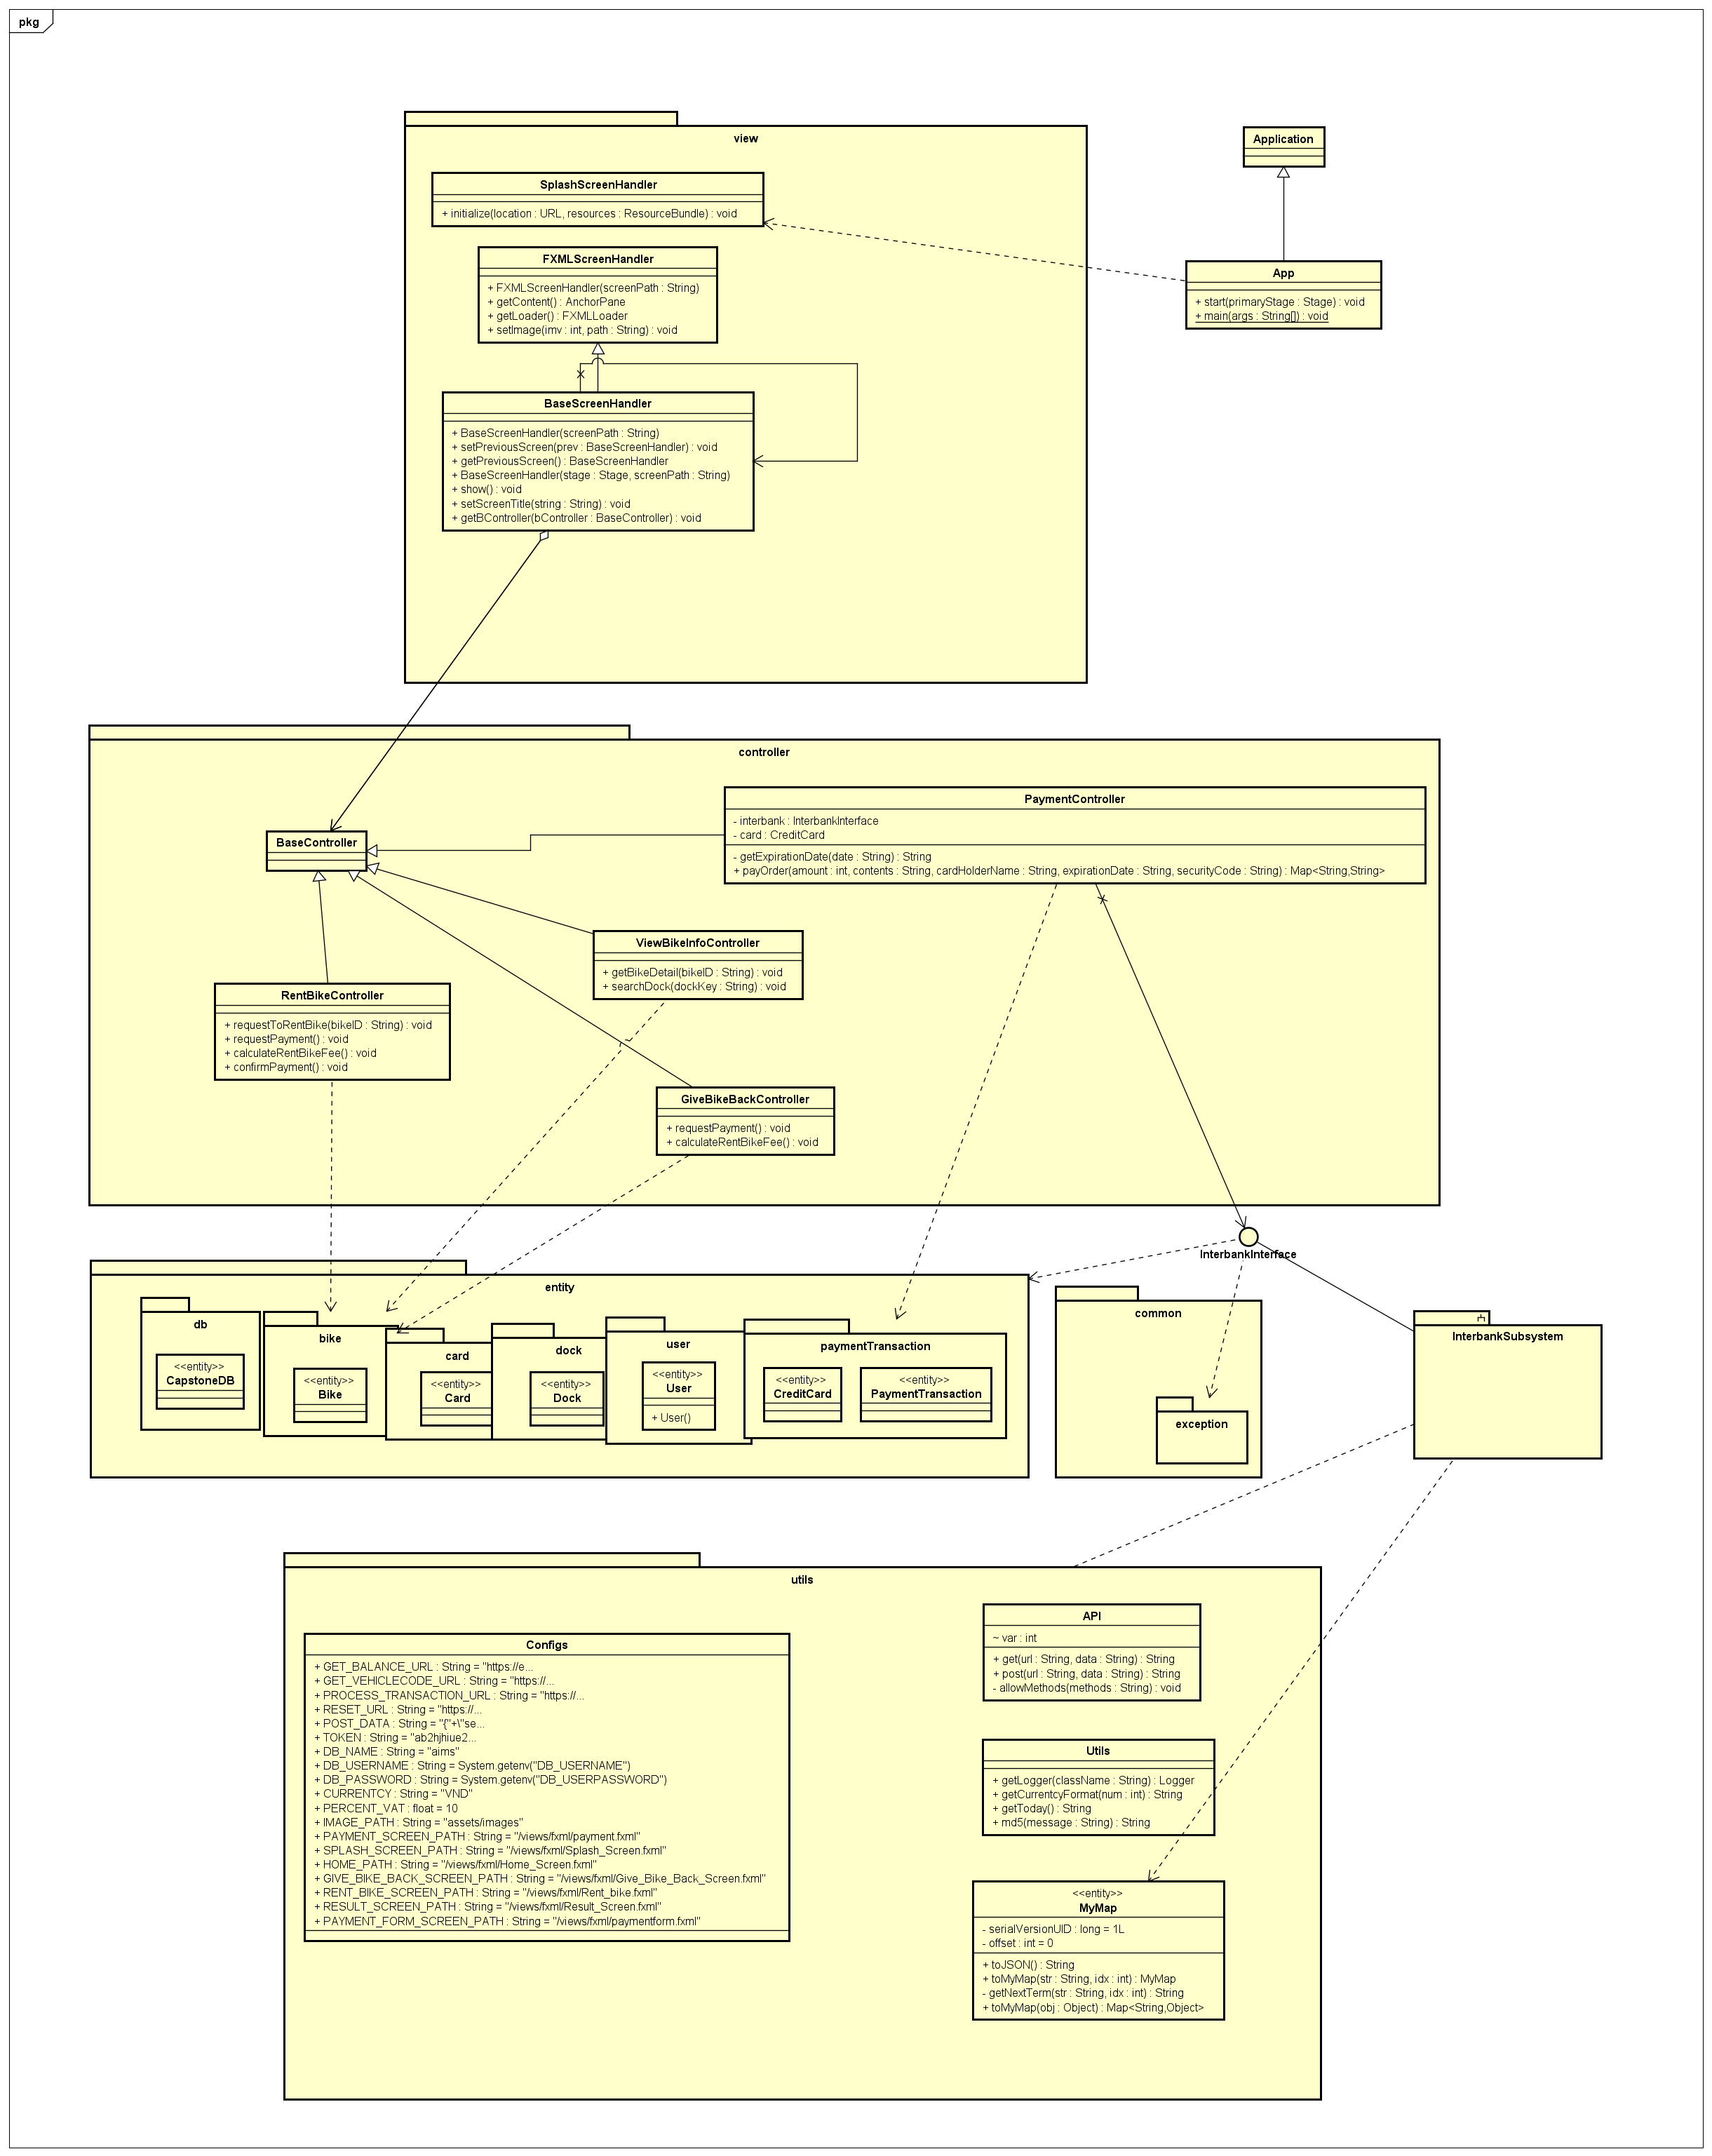 pkg
view
SplashScreenHandler
+ initialize(location : URL, resources : ResourceBundle) : void
FXMLScreenHandler
+ FXMLScreenHandler(screenPath : String)
+ getContent() : AnchorPane
+ getLoader() : FXMLLoader
+ setImage(imv : int, path : String) : void
BaseScreenHandler
+ BaseScreenHandler(screenPath : String)
+ setPreviousScreen(prev : BaseScreenHandler) : void
+ getPreviousScreen() : BaseScreenHandler
+ BaseScreenHandler(stage : Stage, screenPath : String)
+ show() : void
+ setScreenTitle(string : String) : void
+ getBController(bController : BaseController) : void
Application
App
+ start(primaryStage : Stage) : void
+ main(args : String[]) : void
controller
BaseController
PaymentController
- interbank : InterbankInterface
- card : CreditCard
- getExpirationDate(date : String) : String
+ payOrder(amount : int, contents : String, cardHolderName : String, expirationDate : String, securityCode : String) : Map<String,String>
ViewBikeInfoController
+ getBikeDetail(bikeID : String) : void
+ searchDock(dockKey : String) : void
RentBikeController
+ requestToRentBike(bikeID : String) : void
+ requestPayment() : void
+ calculateRentBikeFee() : void
+ confirmPayment() : void
GiveBikeBackController
+ requestPayment() : void
+ calculateRentBikeFee() : void
InterbankInterface
entity
db
<<entity>>
CapstoneDB
bike
<<entity>>
Bike
card
<<entity>>
Card
dock
<<entity>>
Dock
user
<<entity>>
User
+ User()
paymentTransaction
<<entity>>
CreditCard
<<entity>>
PaymentTransaction
common
exception
InterbankSubsystem
utils
Configs
+ GET_BALANCE_URL : String = "https://e...
+ GET_VEHICLECODE_URL : String = "https://...
+ PROCESS_TRANSACTION_URL : String = "https://...
+ RESET_URL : String = "https://...
+ POST_DATA : String = "{"+\"se...
+ TOKEN : String = "ab2hjhiue2...
+ DB_NAME : String = "aims"
+ DB_USERNAME : String = System.getenv("DB_USERNAME")
+ DB_PASSWORD : String = System.getenv("DB_USERPASSWORD")
+ CURRENTCY : String = "VND"
+ PERCENT_VAT : float = 10
+ IMAGE_PATH : String = "assets/images"
+ PAYMENT_SCREEN_PATH : String = "/views/fxml/payment.fxml"
+ SPLASH_SCREEN_PATH : String = "/views/fxml/Splash_Screen.fxml"
+ HOME_PATH : String = "/views/fxml/Home_Screen.fxml"
+ GIVE_BIKE_BACK_SCREEN_PATH : String = "/views/fxml/Give_Bike_Back_Screen.fxml"
+ RENT_BIKE_SCREEN_PATH : String = "/views/fxml/Rent_bike.fxml"
+ RESULT_SCREEN_PATH : String = "/views/fxml/Result_Screen.fxml"
+ PAYMENT_FORM_SCREEN_PATH : String = "/views/fxml/paymentform.fxml"
API
~ var : int
+ get(url : String, data : String) : String
+ post(url : String, data : String) : String
- allowMethods(methods : String) : void
Utils
+ getLogger(className : String) : Logger
+ getCurrentcyFormat(num : int) : String
+ getToday() : String
+ md5(message : String) : String
<<entity>>
MyMap
- serialVersionUID : long = 1L
- offset : int = 0
+ toJSON() : String
+ toMyMap(str : String, idx : int) : MyMap
- getNextTerm(str : String, idx : int) : String
+ toMyMap(obj : Object) : Map<String,Object>